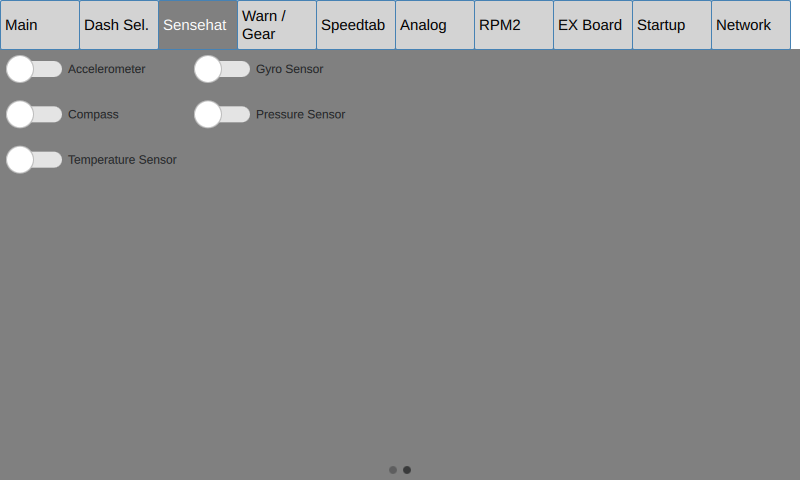 Main
Dash Sel.
Sensehat
Warn /
Gear
Speedtab
Analog
RPM2
EX Board
Startup
Network
Accelerometer
Gyro Sensor
Compass
Pressure Sensor
Temperature Sensor